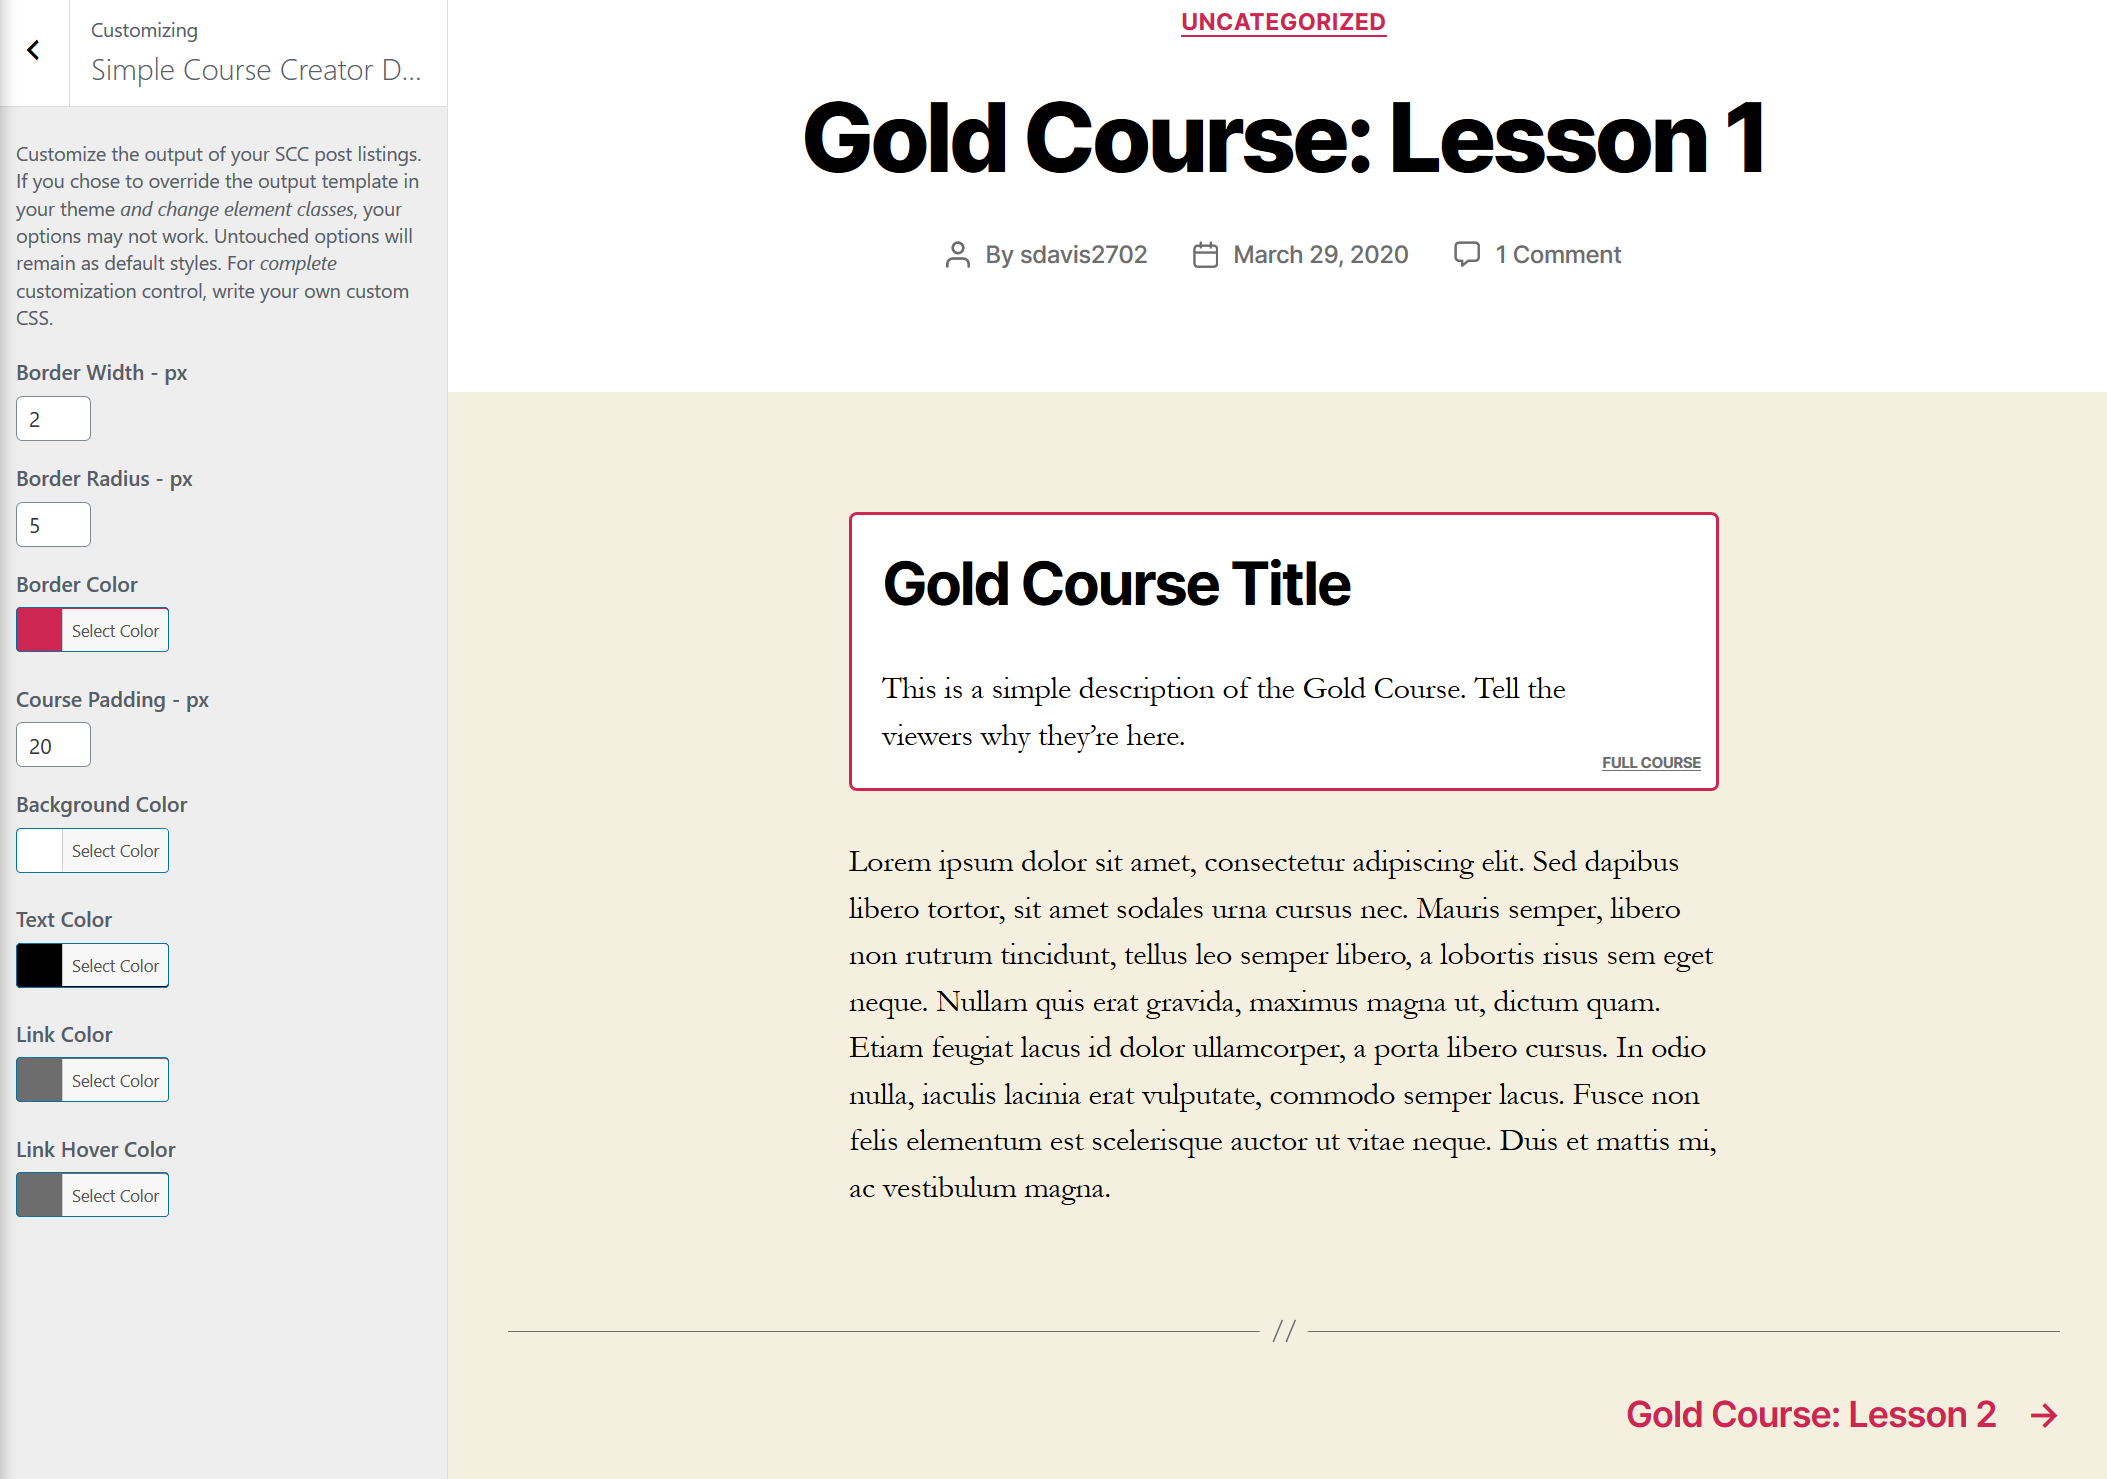 Customizing
Simple Course Creator D...
Customize the output of your SCC post listings.
If you chose to override the output template in
your theme and change element classes, your
options may not work. Untouched options will
remain as default styles. For complete
customization control, write your own custom
CSS.
Border Width - px
2
Border Radius - px
5
Border Color
Select Color
Course Padding - px
20
Background Color
Select Color
Text Color
Select Color
Link Color
Select Color
Link Hover Color
Select Color
UNCATEGORIZED
Gold Course: Lesson 1
By sdavis2702 March 29, 2020 1 Comment
Gold Course Title
This is a simple description of the Gold Course. Tell the
viewers why they’re here.
FULL COURSE
Lorem ipsum dolor sit amet, consectetur adipiscing elit. Sed dapibus
libero tortor, sit amet sodales urna cursus nec. Mauris semper, libero
non rutrum tincidunt, tellus leo semper libero, a lobortis risus sem eget
neque. Nullam quis erat gravida, maximus magna ut, dictum quam.
Etiam feugiat lacus id dolor ullamcorper, a porta libero cursus. In odio
nulla, iaculis lacinia erat vulputate, commodo semper lacus. Fusce non
felis elementum est scelerisque auctor ut vitae neque. Duis et mattis mi,
ac vestibulum magna.
//
Gold Course: Lesson 2 →